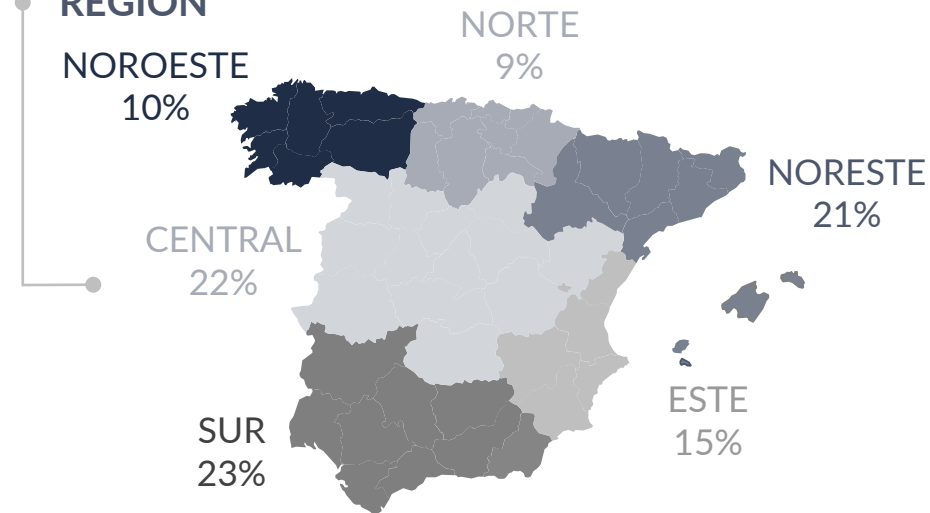 REGIÓN
NORTE
9%
NOROESTE
10%
NORESTE
21%
CENTRAL
22%
ESTE
15%
SUR
23%